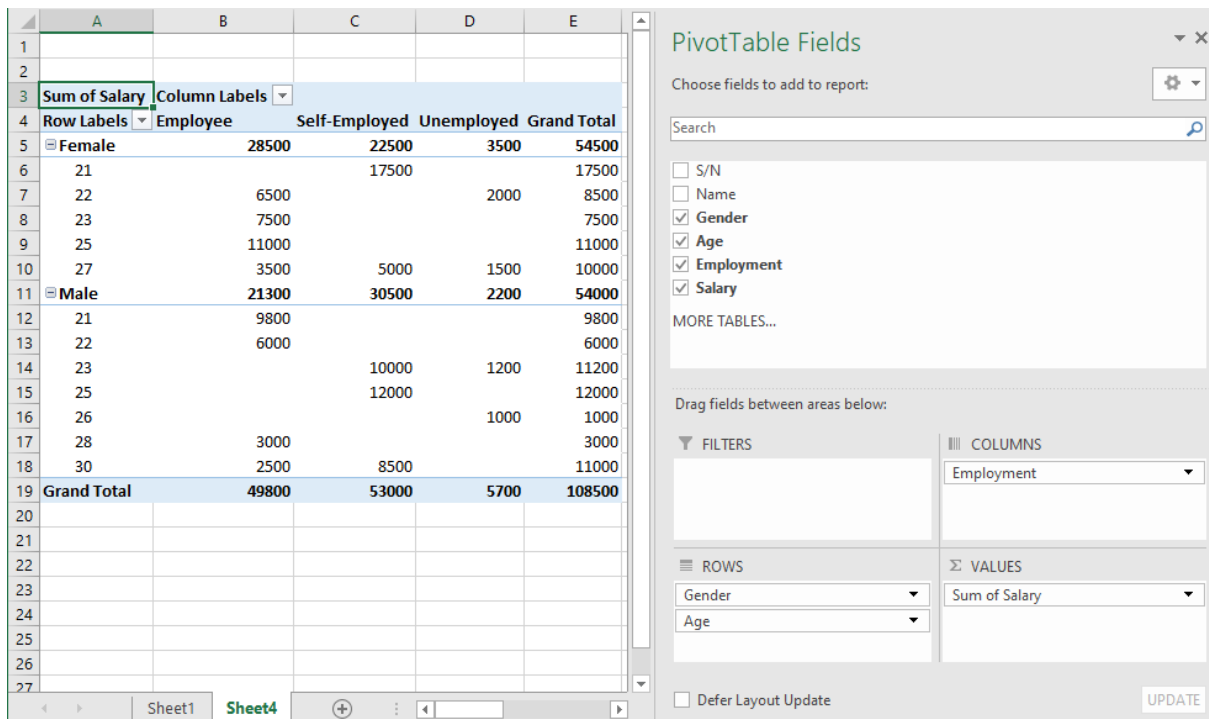 A B C D E
1
2
3 Sum of Salary Column Labels
4 Row Labels Employee Self-Employed Unemployed Grand Total
5 Female 28500 22500 3500 54500
6 21 17500 17500
7 22 6500 2000 8500
8 23 7500 7500
9 25 11000 11000
10 27 3500 5000 1500 10000
11 Male 21300 30500 2200 54000
12 21 9800 9800
13 22 6000 6000
14 23 10000 1200 11200
15 25 12000 12000
16 26 1000 1000
17 28 3000 3000
18 30 2500 8500 11000
19 Grand Total 49800 53000 5700 108500
20
21
22
23
24
25
26
27
Sheet1 Sheet4
PivotTable Fields
Choose fields to add to report:
Search
S/N
Name
Gender
Age
Employment
Salary
MORE TABLES...
Drag fields between areas below:
FILTERS COLUMNS
Employment
ROWS Σ VALUES
Gender Sum of Salary
Age
Defer Layout Update UPDATE